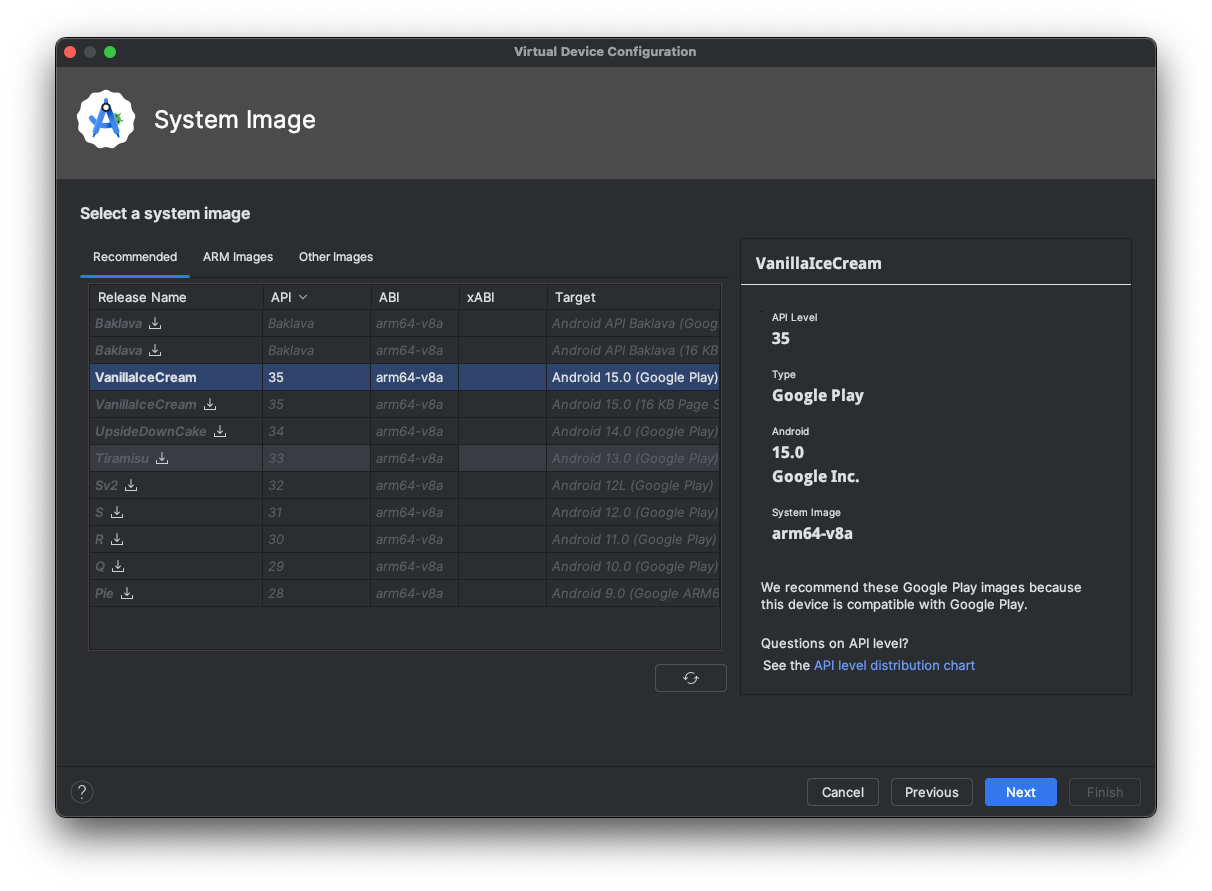 Virtual Device Configuration
System Image
Select a system image
Recommended ARM Images Other Images
Release Name API ABI xABI Target
Baklava Baklava arm64-v8a Android API Baklava (Goog
Baklava Baklava arm64-v8a Android API Baklava (16 KB
VanillaIceCream 35 arm64-v8a Android 15.0 (Google Play)
VanillaIceCream 35 arm64-v8a Android 15.0 (16 KB Page S
UpsideDownCake 34 arm64-v8a Android 14.0 (Google Play)
Tiramisu 33 arm64-v8a Android 13.0 (Google Play)
Sv2 32 arm64-v8a Android 12L (Google Play)
S 31 arm64-v8a Android 12.0 (Google Play)
R 30 arm64-v8a Android 11.0 (Google Play)
Q 29 arm64-v8a Android 10.0 (Google Play)
Pie 28 arm64-v8a Android 9.0 (Google ARM6
VanillaIceCream
API Level
35
Type
Google Play
Android
15.0
Google Inc.
System Image
arm64-v8a
We recommend these Google Play images because
this device is compatible with Google Play.
Questions on API level?
See the API level distribution chart
? Cancel Previous Next Finish